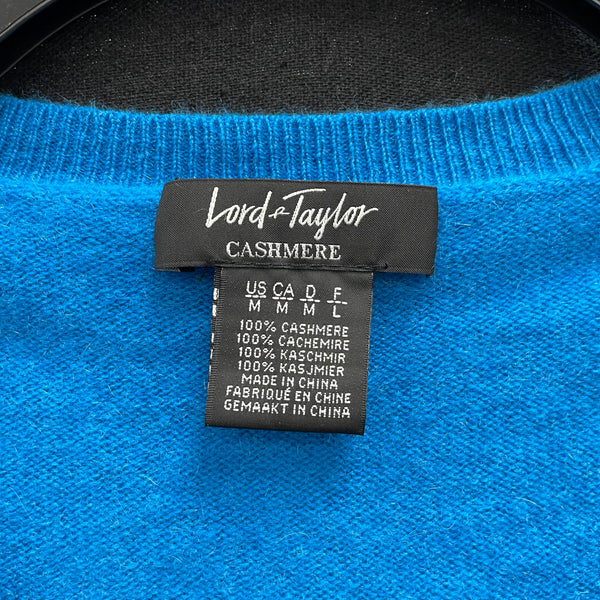 Lord & Taylor
CASHMERE
US CA D F
M M M L
100% CASHMERE
100% CACHEMIRE
100% KASCHMIR
100% KASJMIER
MADE IN CHINA
FABRIQUÉ EN CHINE
GEMAAKT IN CHINA